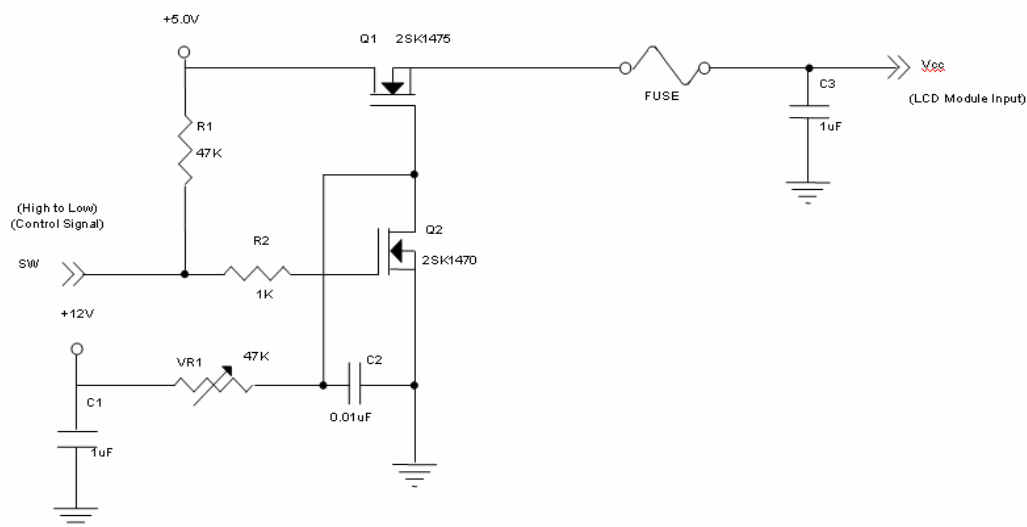 +5.0V
Q1 2SK1475
Vcc
FUSE
C3
(LCD Module Input)
R1
1uF
47K
(High to Low)
(Control Signal)
R2
Q2
SW
2SK1470
1K
+12V
VR1
47K
C2
C1
0.01uF
1uF